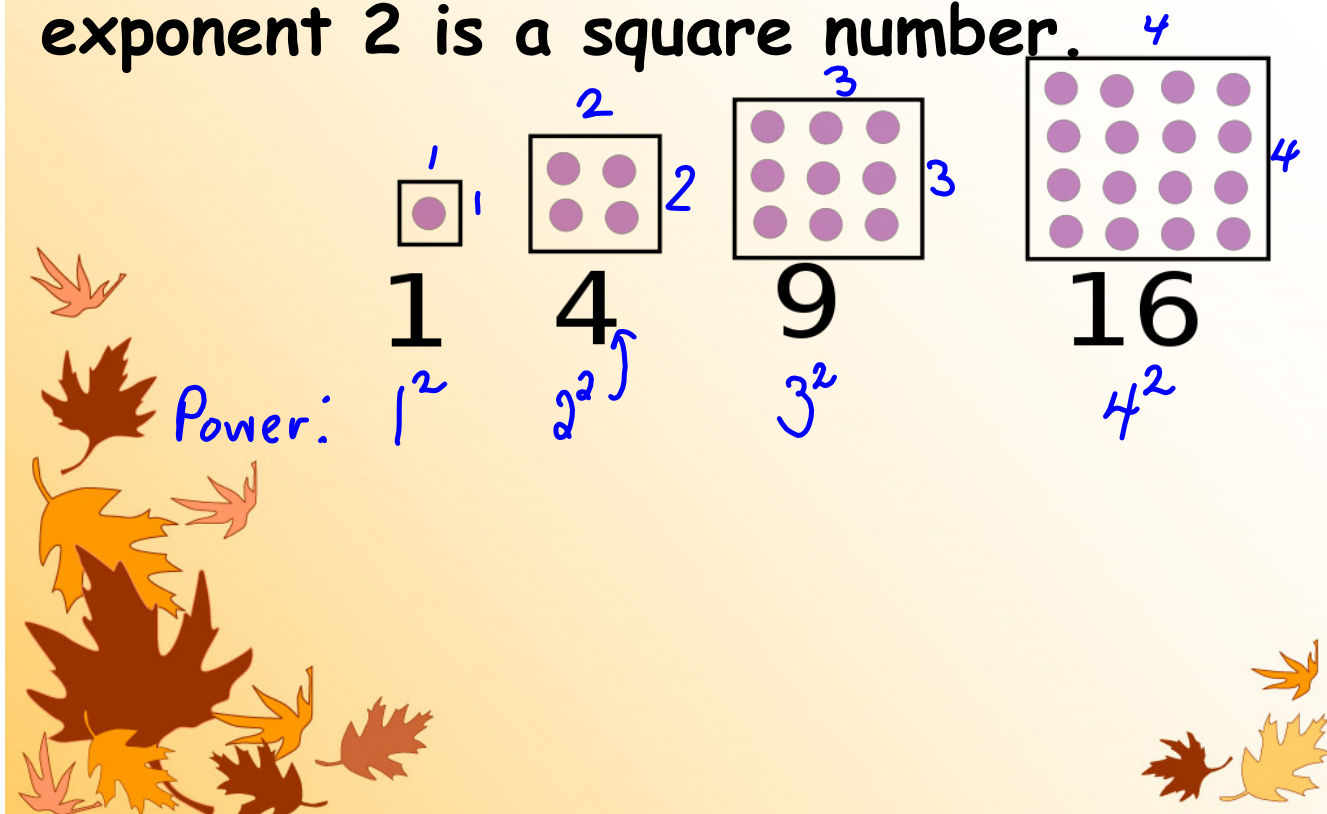 exponent 2 is a square number.
1 2 3 4
1 2 3 4
1 4 9 16
Power: 1² 2² 3² 4²